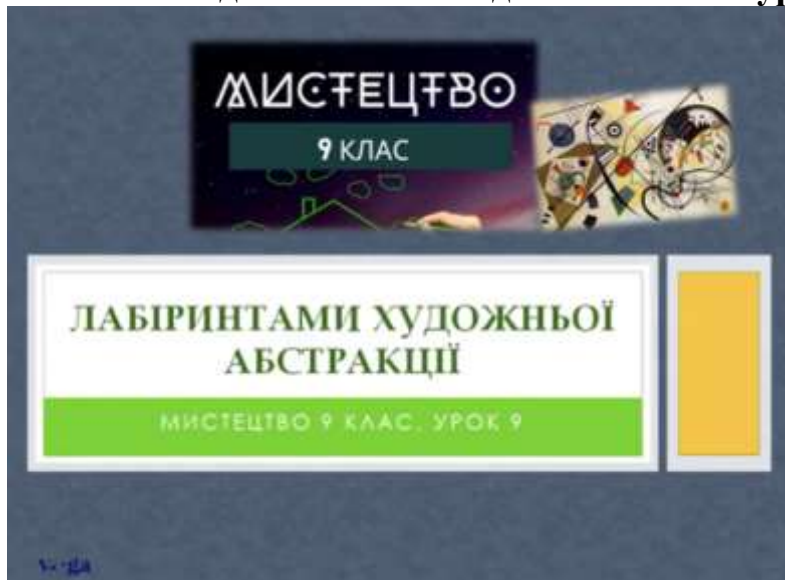 МИСТЕЦТВО
9 КЛАС
ЛАБІРИНТАМИ ХУДОЖНЬОЇ
АБСТРАКЦІЇ
МИСТЕЦТВО 9 КЛАС. УРОК 9